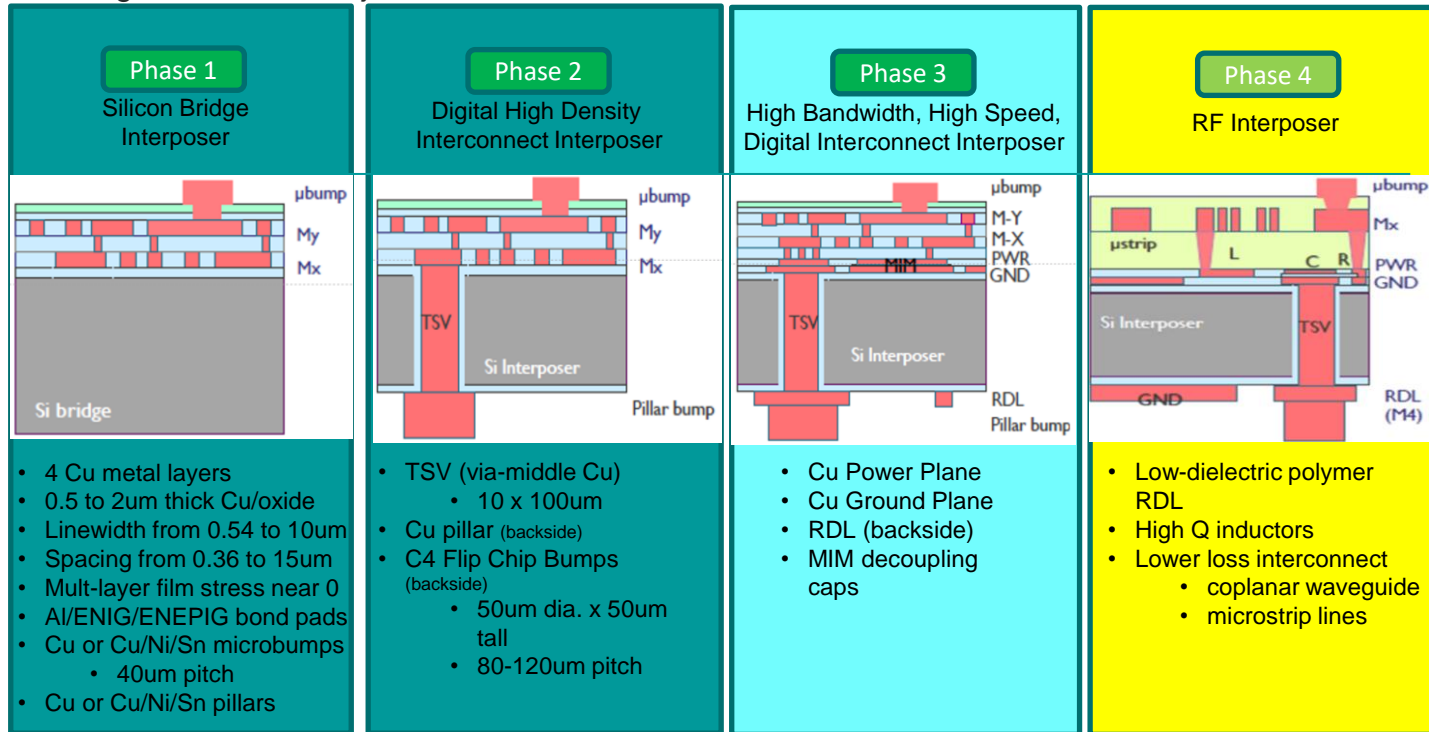 Phase 1
Silicon Bridge
Interposer
µbump
My
Mx
Si bridge
• 4 Cu metal layers
• 0.5 to 2um thick Cu/oxide
• Linewidth from 0.54 to 10um
• Spacing from 0.36 to 15um
• Mult-layer film stress near 0
• Al/ENIG/ENEPIG bond pads
• Cu or Cu/Ni/Sn microbumps
• 40um pitch
• Cu or Cu/Ni/Sn pillars
Phase 2
Digital High Density
Interconnect Interposer
µbump
My
Mx
TSV
Si Interposer
Pillar bump
• TSV (via-middle Cu)
• 10 x 100um
• Cu pillar (backside)
• C4 Flip Chip Bumps
(backside)
• 50um dia. x 50um
tall
• 80-120um pitch
Phase 3
High Bandwidth, High Speed,
Digital Interconnect Interposer
µbump
M-Y
M-X
PWR
MIM
GND
TSV
Si Interposer
RDL
Pillar bump
• Cu Power Plane
• Cu Ground Plane
• RDL (backside)
• MIM decoupling
caps
Phase 4
RF Interposer
µbump
Mx
µstrip
L
C
R
PWR
GND
Si Interposer
TSV
GND
RDL
(M4)
• Low-dielectric polymer
RDL
• High Q inductors
• Lower loss interconnect
• coplanar waveguide
• microstrip lines